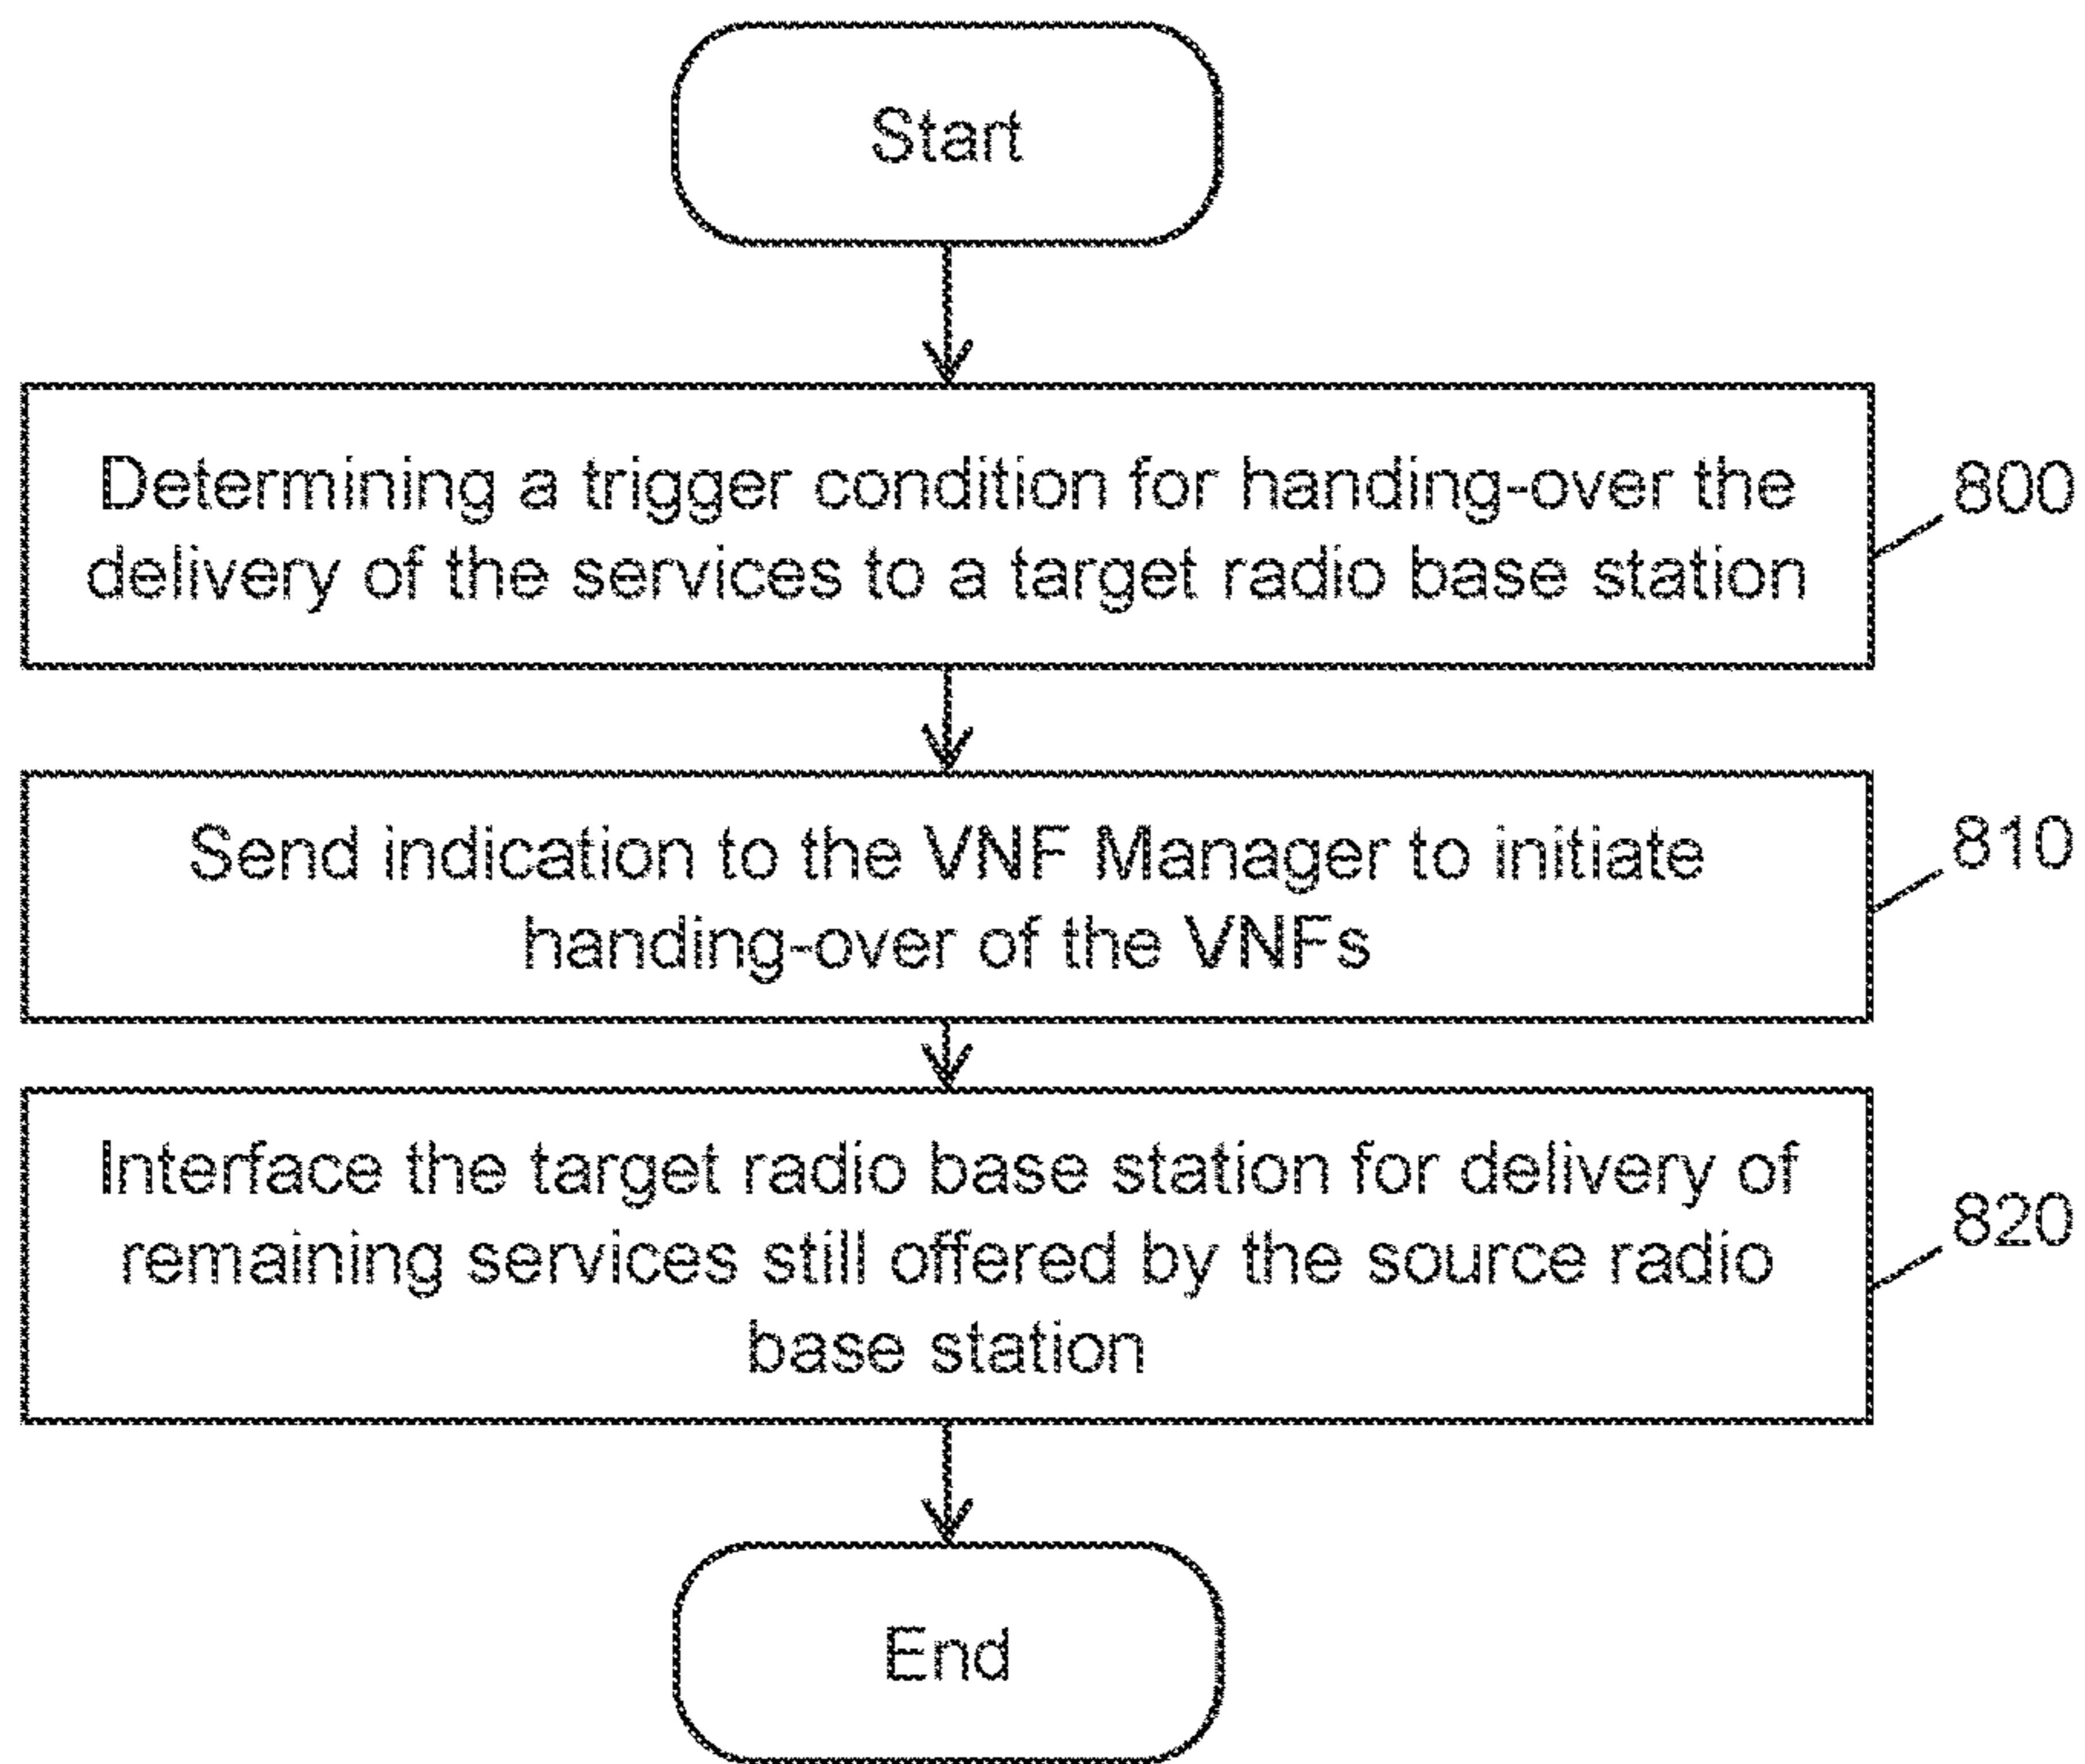 Start
Determining a trigger condition for handing-over the
delivery of the services to a target radio base station
800
Send indication to the VNF Manager to initiate
handing-over of the VNFs
810
Interface the target radio base station for delivery of
remaining services still offered by the source radio
base station
820
End